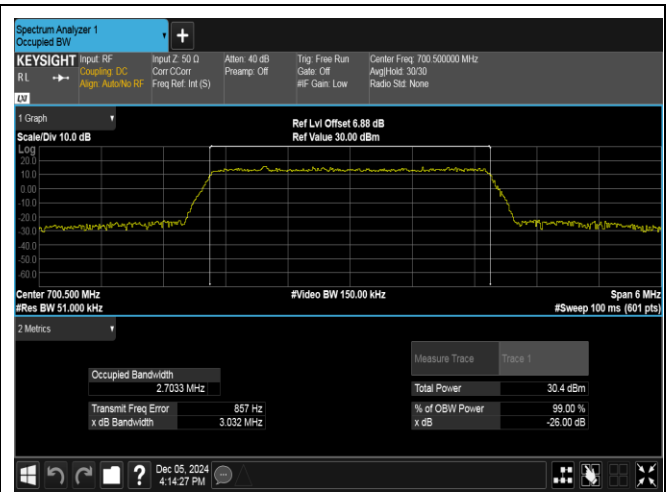 Spectrum Analyzer 1
Occupied BW
KEYSIGHT Input: RF Input Z: 50 Ω Atten: 40 dB Trig: Free Run Center Freq: 700.500000 MHz
RL Coupling: DC Corr CCorr Preamp: Off Gate: Off Avg|Hold: 30/30
Align: Auto/No RF Freq Ref: Int (S) #IF Gain: Low Radio Std: None
LXI
1 Graph
Scale/Div 10.0 dB
Ref Lvl Offset 6.88 dB
Ref Value 30.00 dBm
Log
20.0
10.0
0.00
-10.0
-20.0
-30.0
-40.0
-50.0
-60.0
Center 700.500 MHz #Video BW 150.00 kHz Span 6 MHz
#Res BW 51.000 kHz #Sweep 100 ms (601 pts)
2 Metrics
Measure Trace Trace 1
Occupied Bandwidth
2.7033 MHz
Total Power 30.4 dBm
Transmit Freq Error 857 Hz % of OBW Power 99.00 %
x dB Bandwidth 3.032 MHz x dB -26.00 dB
? Dec 05, 2024
4:14:27 PM